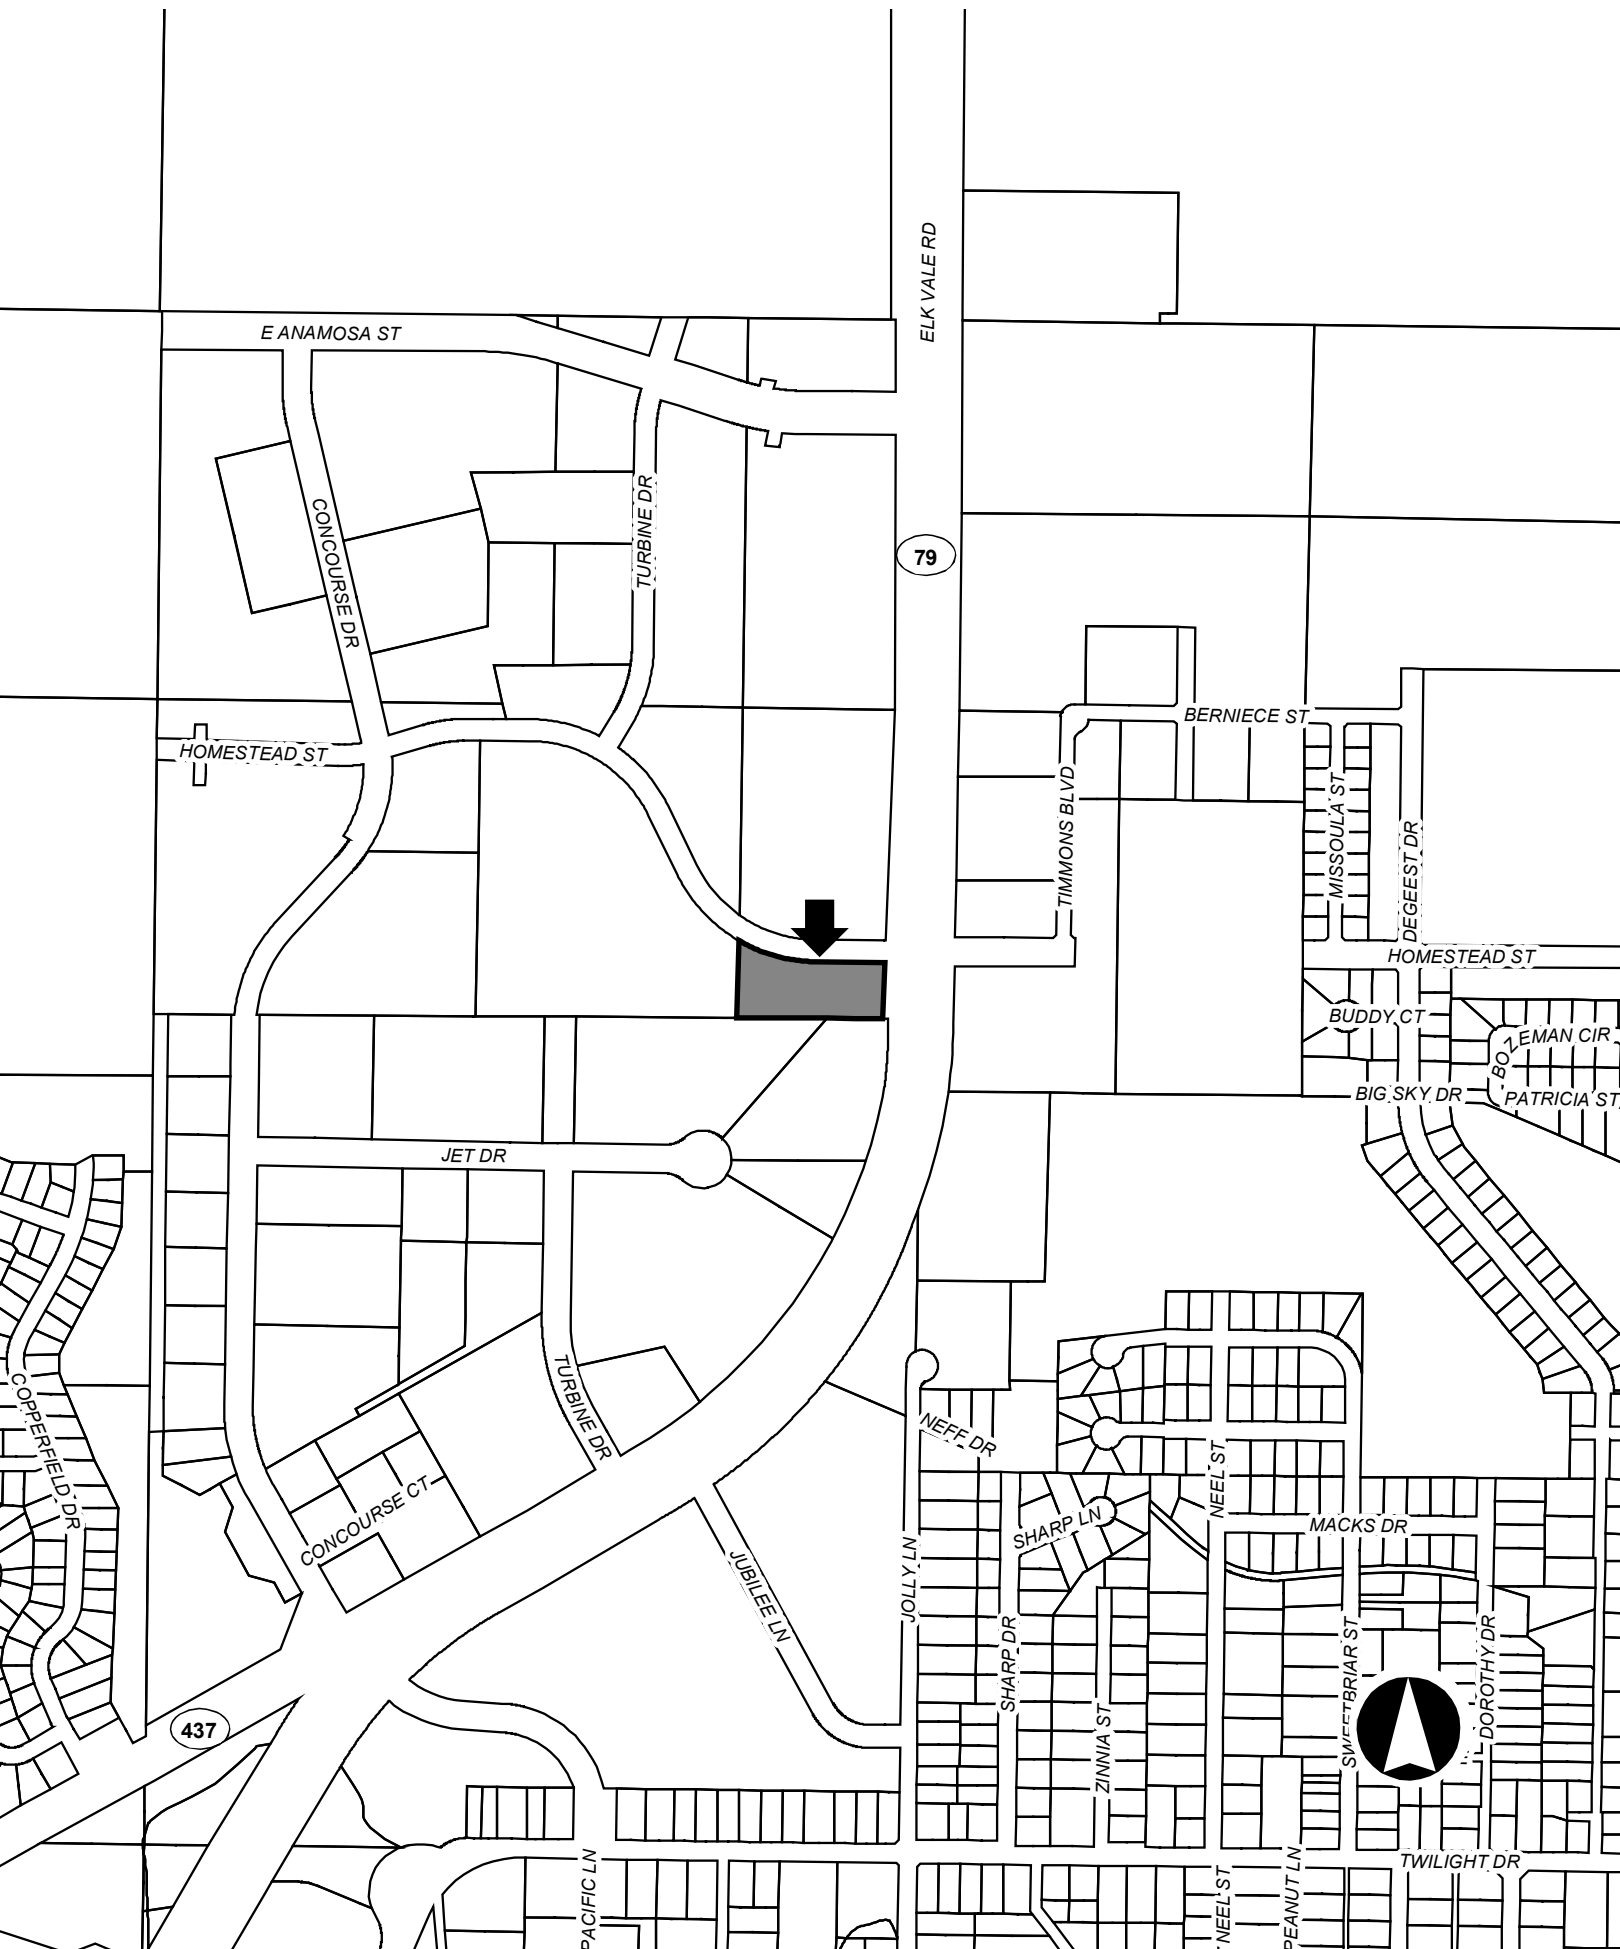 ELK VALE RD
E ANAMOSA ST
CONCOURSE DR
TURBINE DR
79
BERNIECE ST
HOMESTEAD ST
TIMMONS BLVD
MISSOULA ST
DEGEEST DR
HOMESTEAD ST
BUDDY CT
BOZEMAN CIR
BIG SKY DR
PATRICIA ST
JET DR
COPPERFIELD DR
TURBINE DR
NEFF DR
CONCOURSE CT
NEEL ST
SHARP LN
MACKS DR
JUBILEE LN
JOLLY LN
SHARP DR
ZINNIA ST
SWEETBRIAR ST
DOROTHY DR
437
TWILIGHT DR
PACIFIC LN
NEEL ST
PEANUT LN